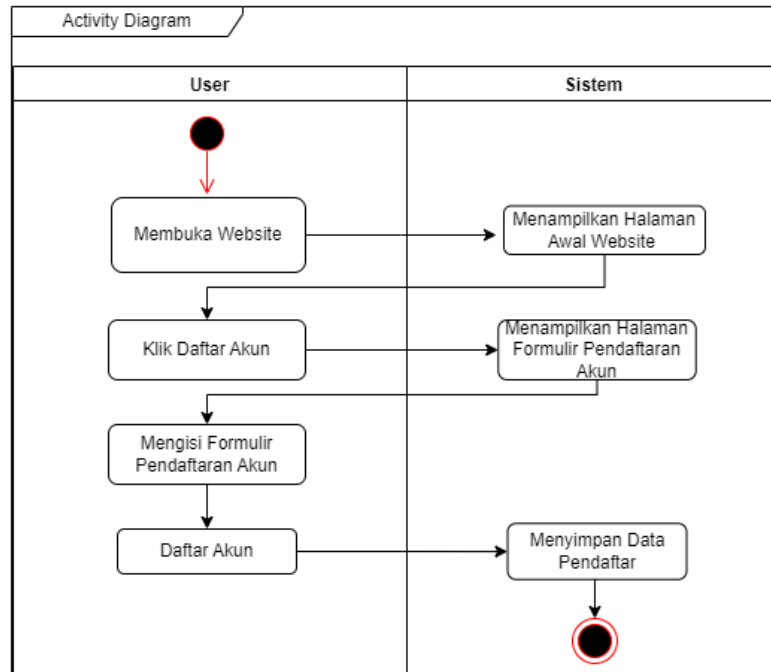 Activity Diagram
User
Sistem
Membuka Website
Menampilkan Halaman
Awal Website
Klik Daftar Akun
Menampilkan Halaman
Formulir Pendaftaran
Akun
Mengisi Formulir
Pendaftaran Akun
Daftar Akun
Menyimpan Data
Pendaftar